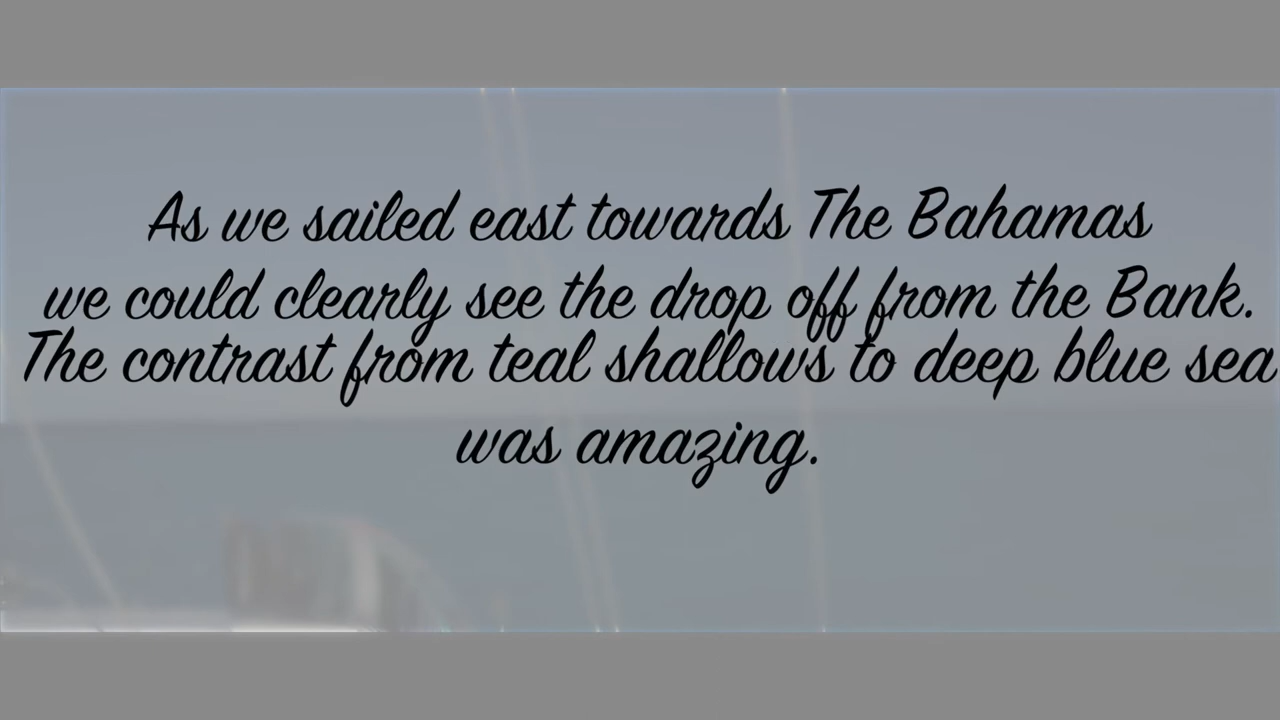 As we sailed east towards The Bahamas
we could clearly see the drop off from the Bank.
The contrast from teal shallows to deep blue sea
was amazing.